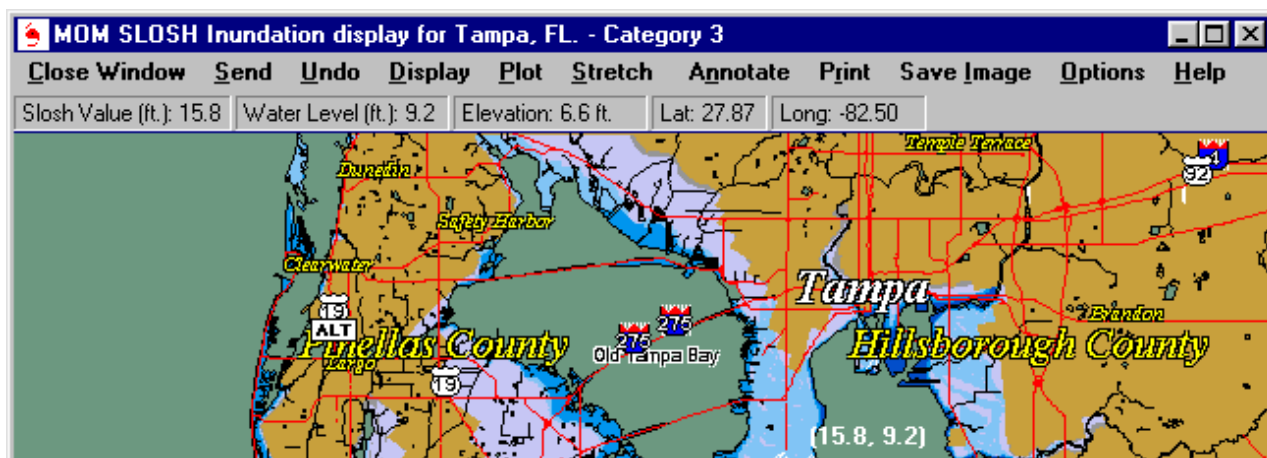 MOM SLOSH Inundation display for Tampa, FL. - Category 3
Close Window Send Undo Display Plot Stretch Annotate Print Save Image Options Help
Slosh Value (ft.): 15.8 Water Level (ft.): 9.2 Elevation: 6.6 ft. Lat: 27.87 Long: -82.50
Temple Terrace
4
92
Dunedin
Safety Harbor
Clearwater
Tampa
19
ALT
275
275
Brandon
Pinellas County
Old Tampa Bay
Hillsborough County
Largo
19
(15.8, 9.2)